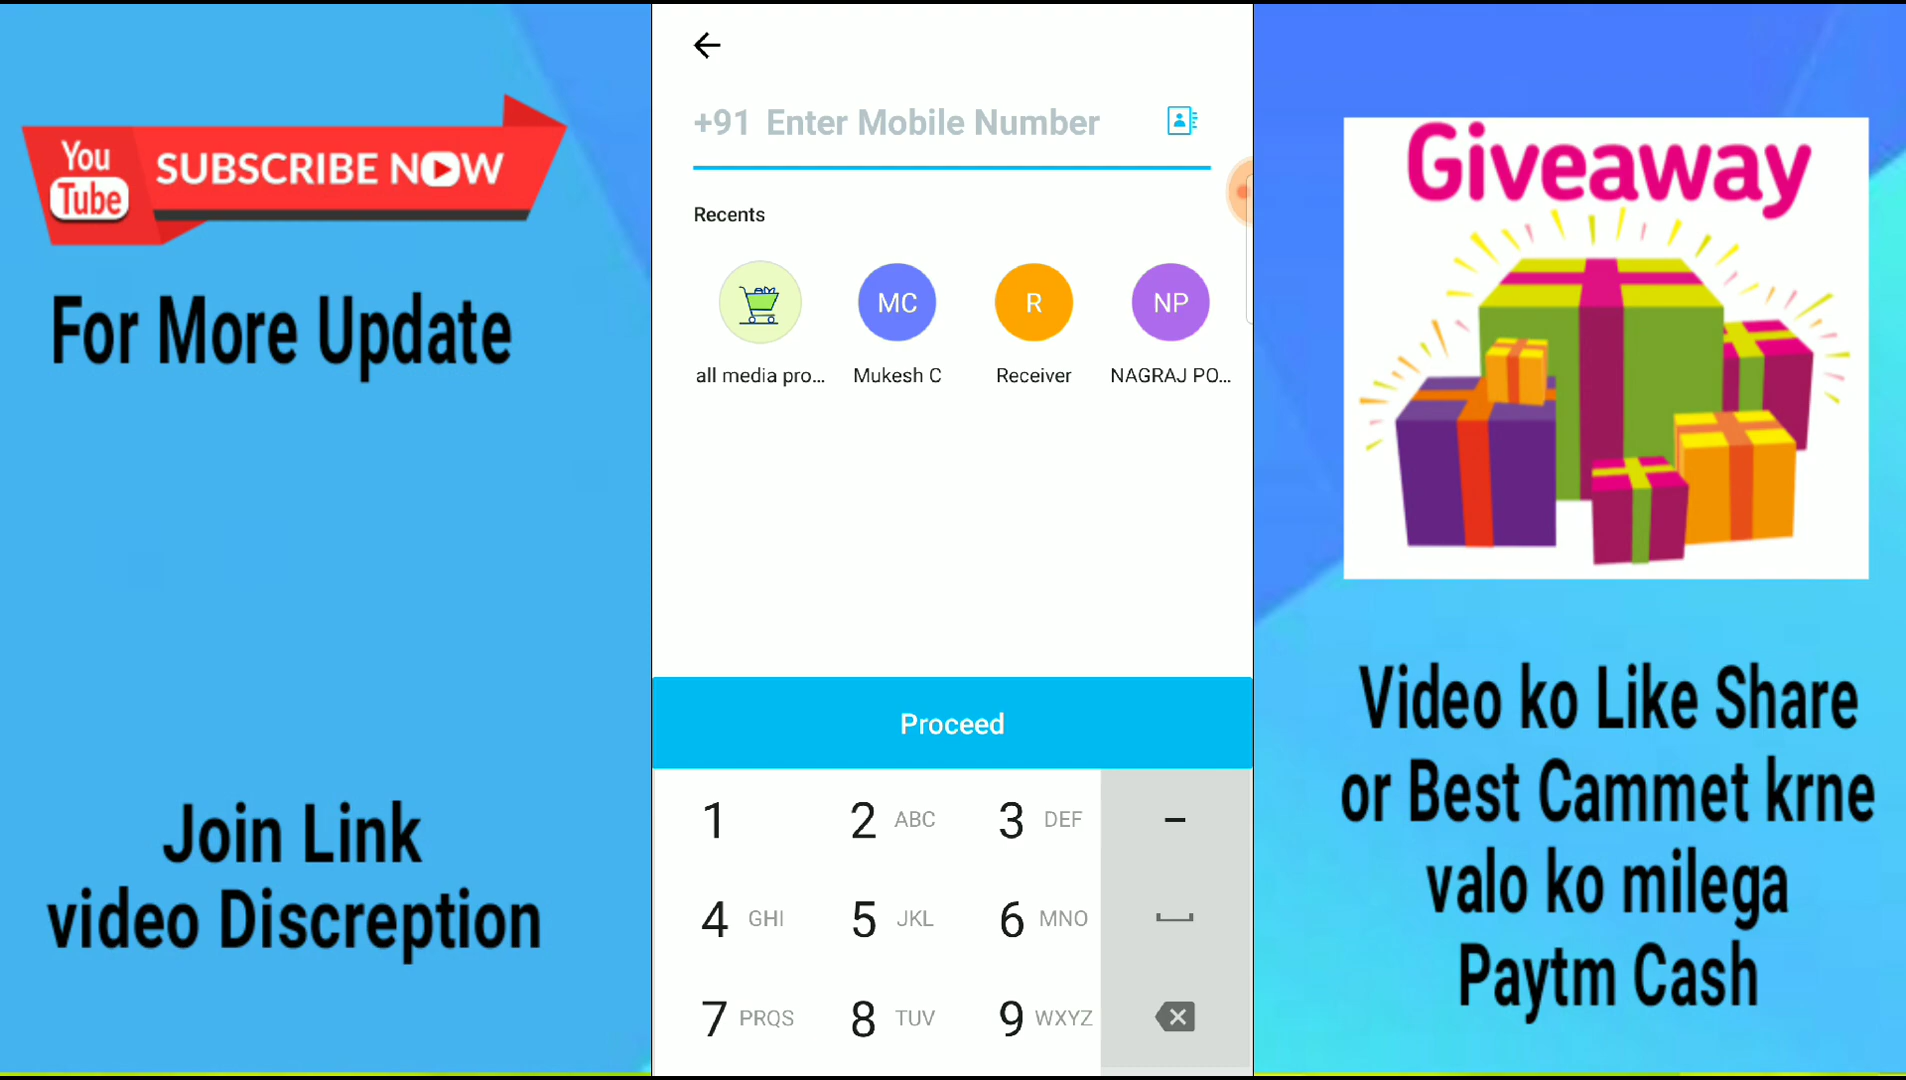 You
Tube
SUBSCRIBE NOW
For More Update
Join Link
video Discreption
+91 Enter Mobile Number
Recents
MC
R
NP
all media pro...
Mukesh C
Receiver
NAGRAJ PO...
Proceed
1
2 ABC
3 DEF
-
4 GHI
5 JKL
6 MNO
7 PRQS
8 TUV
9 WXYZ
Giveaway
Video ko Like Share
or Best Cammet krne
valo ko milega
Paytm Cash